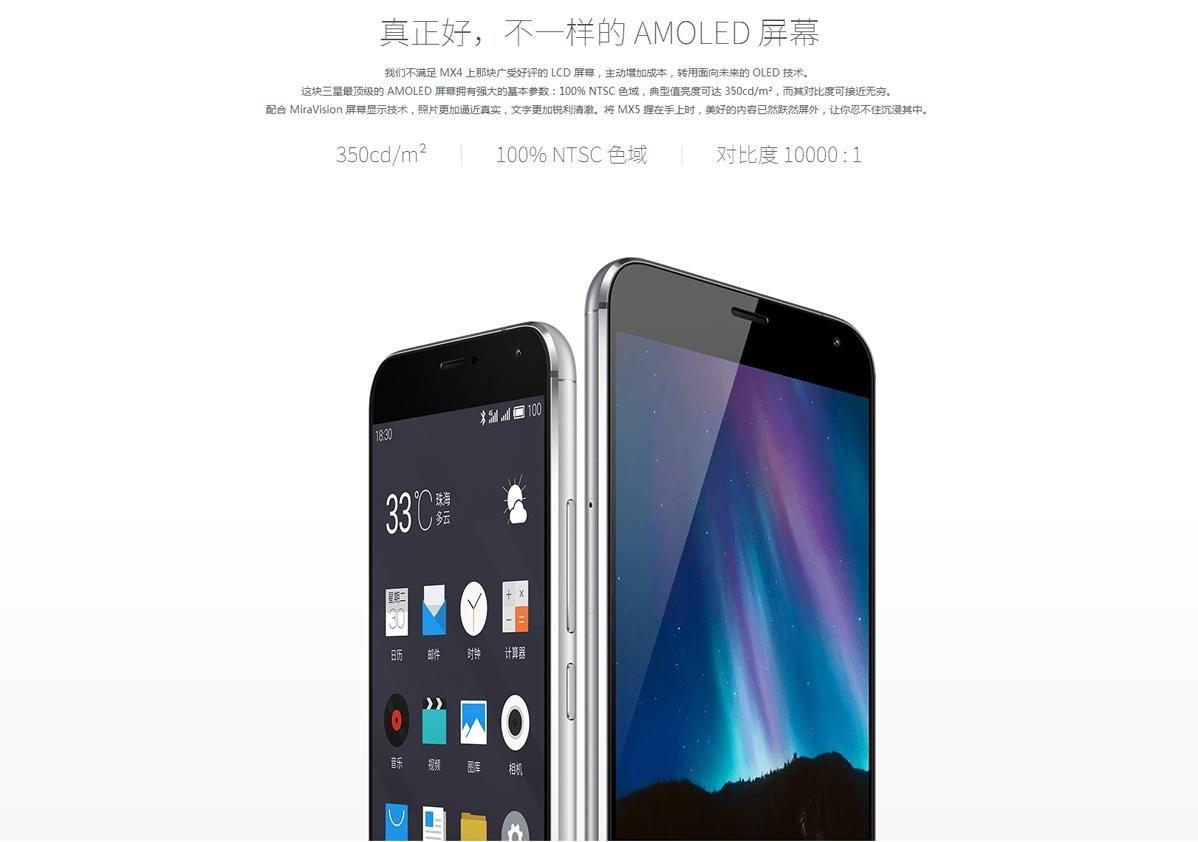 真正好，不一样的 AMOLED 屏幕
我们不满足 MX4 上那块广受好评的 LCD 屏幕，主动增加成本，转用面向未来的 OLED 技术。
这块三星最顶级的 AMOLED 屏幕拥有强大的基本参数：100% NTSC 色域，典型值亮度可达 350cd/m²，而其对比度可接近无穷。
配合 MiraVision 屏幕显示技术，照片更加逼近真实，文字更加锐利清澈。将 MX5 握在手上时，美好的内容已然跃然屏外，让你忍不住沉浸其中。
350cd/m² 100% NTSC 色域 对比度 10000 : 1
4G 100
18:30
33℃ 珠海
多云
星期二
30
日历 邮件 时钟 计算器
音乐 视频 图库 相机